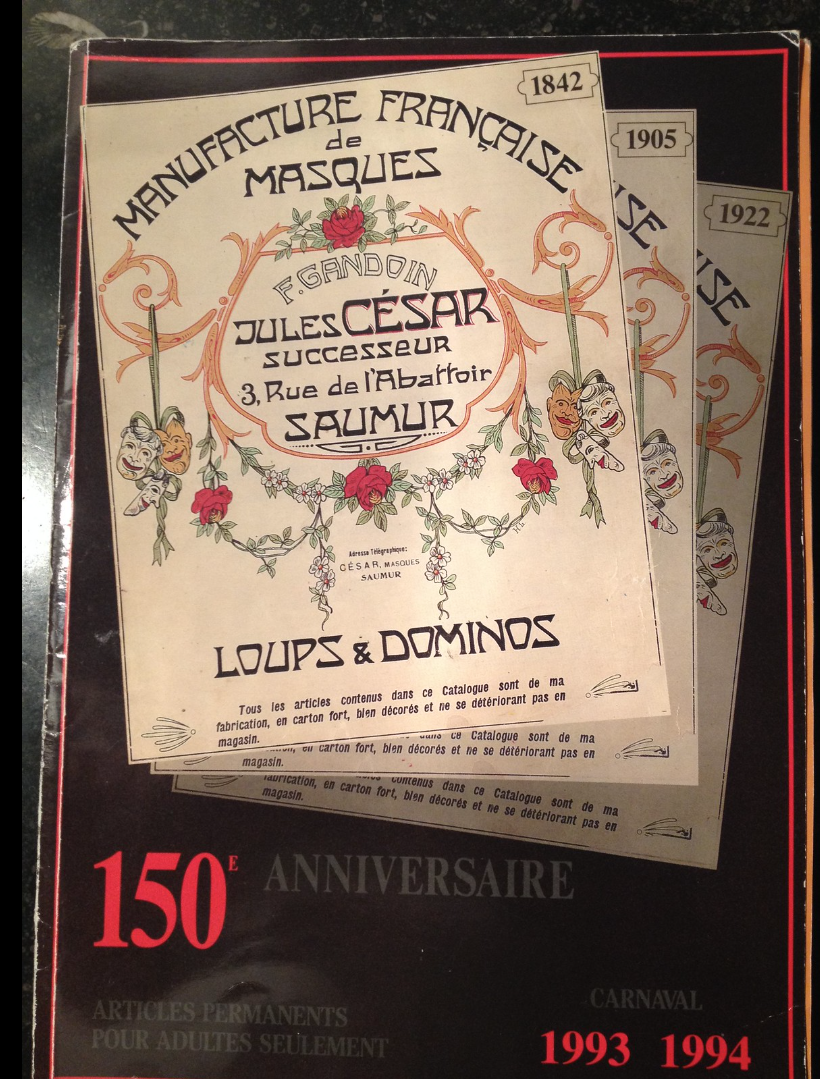 1842
MANUFACTURE FRANÇAISE
de
MASQUES
F. GANDOIN
JULES CÉSAR
SUCCESSEUR
3, Rue de l'Abattoir
SAUMUR
J.C
Adresse Télégraphique:
CÉSAR, MASQUES
SAUMUR
LOUPS & DOMINOS
Tous les articles contenus dans ce Catalogue sont de ma
fabrication, en carton fort, bien décorés et ne se détériorant pas en
magasin.
1905
ISE
dans ce Catalogue sont de ma
en carton fort, bien décorés et ne se détériorant pas en
magasin.
1922
AISE
contenus dans ce Catalogue sont de ma
fabrication, en carton fort, bien décorés et ne se détériorant pas en
magasin.
150E ANNIVERSAIRE
ARTICLES PERMANENTS
POUR ADULTES SEULEMENT
CARNAVAL
1993 1994